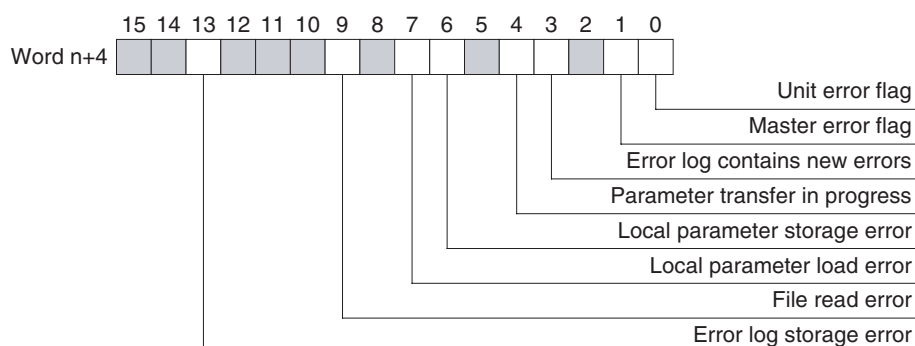 15 14 13 12 11 10 9 8 7 6 5 4 3 2 1 0
Word n+4
Unit error flag
Master error flag
Error log contains new errors
Parameter transfer in progress
Local parameter storage error
Local parameter load error
File read error
Error log storage error